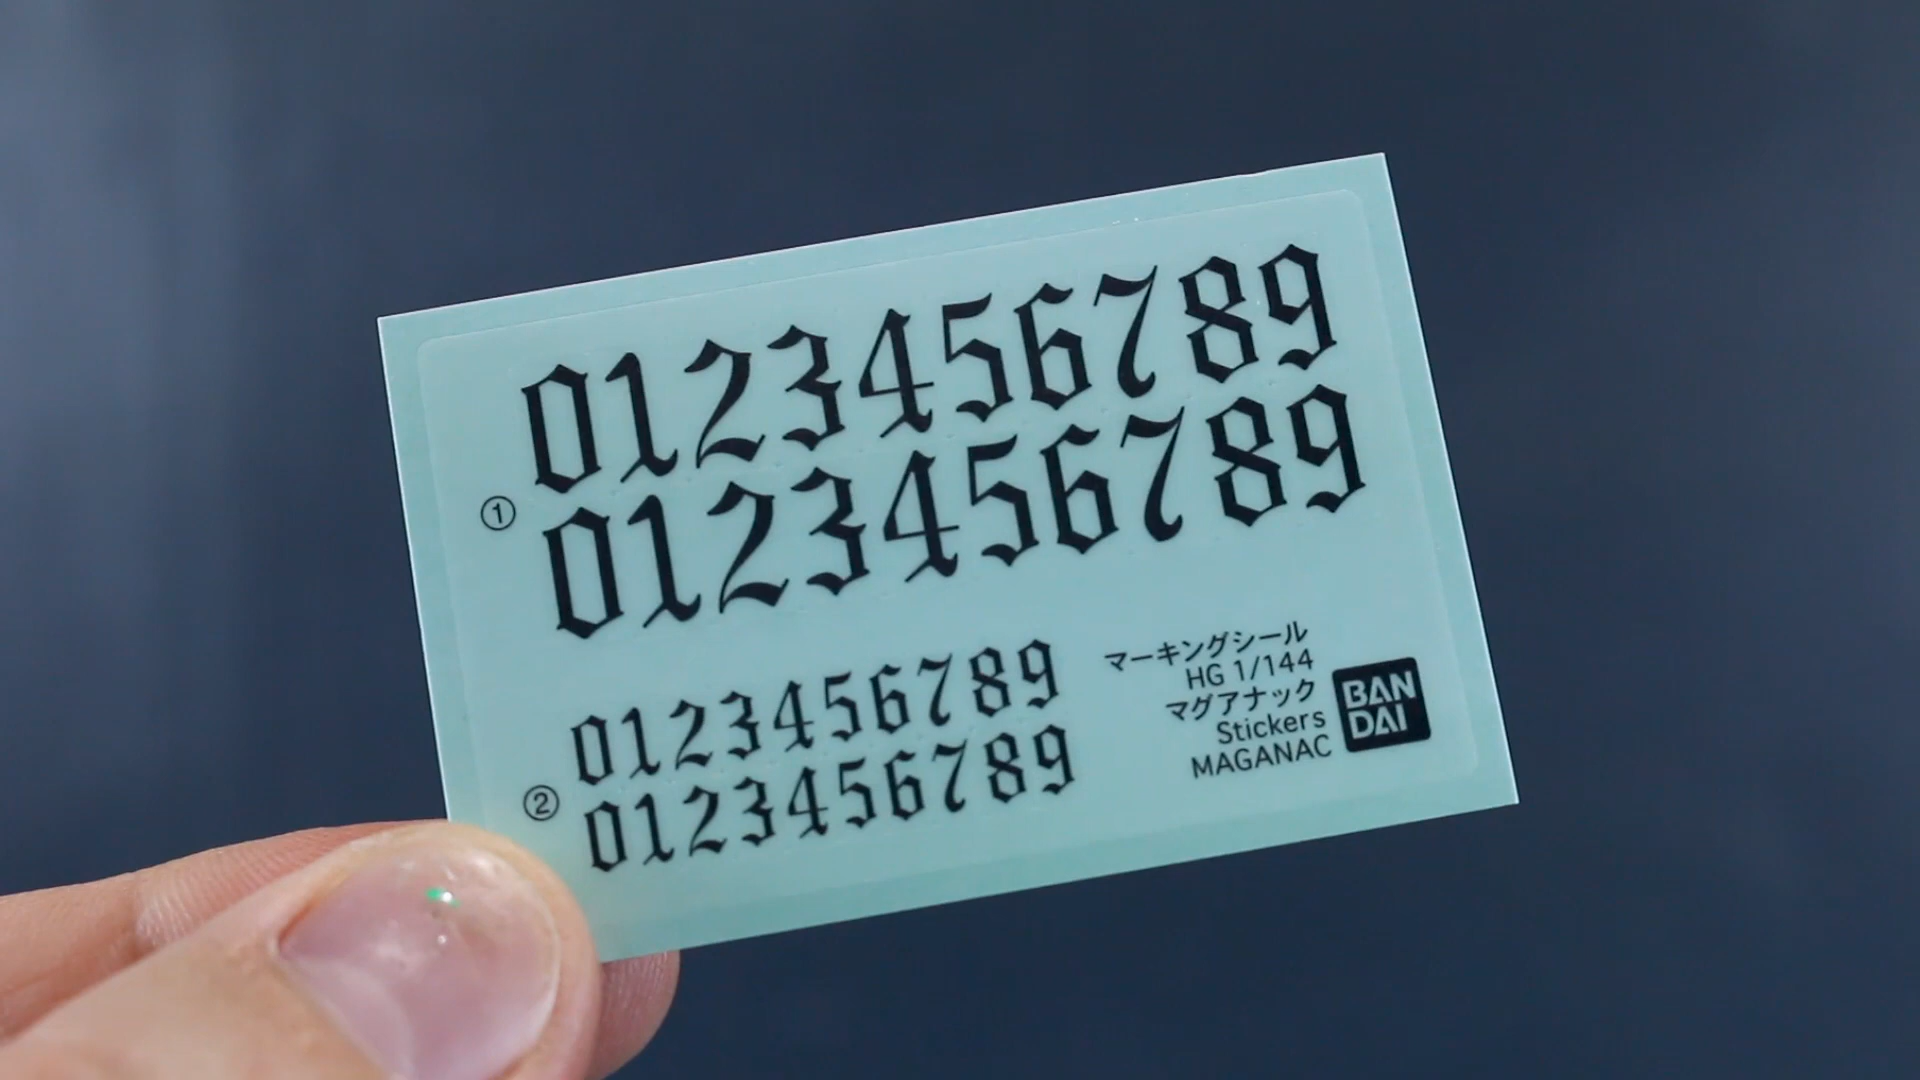 0123456789
①
0123456789
0123456789
②
0123456789
マーキングシール
HG 1/144
マグアナック
Stickers
MAGANAC
BAN
DAI